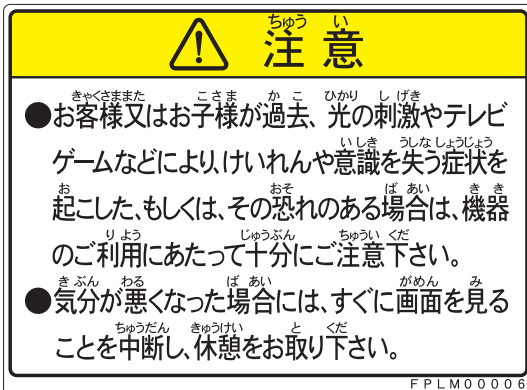 注意
●お客様又はお子様が過去、光の刺激やテレビ
ゲームなどにより、けいれんや意識を失う症状を
起こした、もしくは、その恐れのある場合は、機器
のご利用にあたって十分にご注意下さい。
●気分が悪くなった場合には、すぐに画面を見る
ことを中断し、休憩をお取り下さい。
FPLM00006